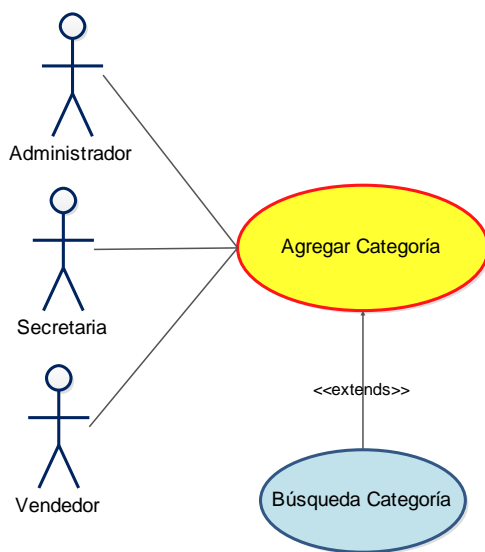 Administrador
Secretaria
Vendedor
Agregar Categoría
<<extends>>
Búsqueda Categoría